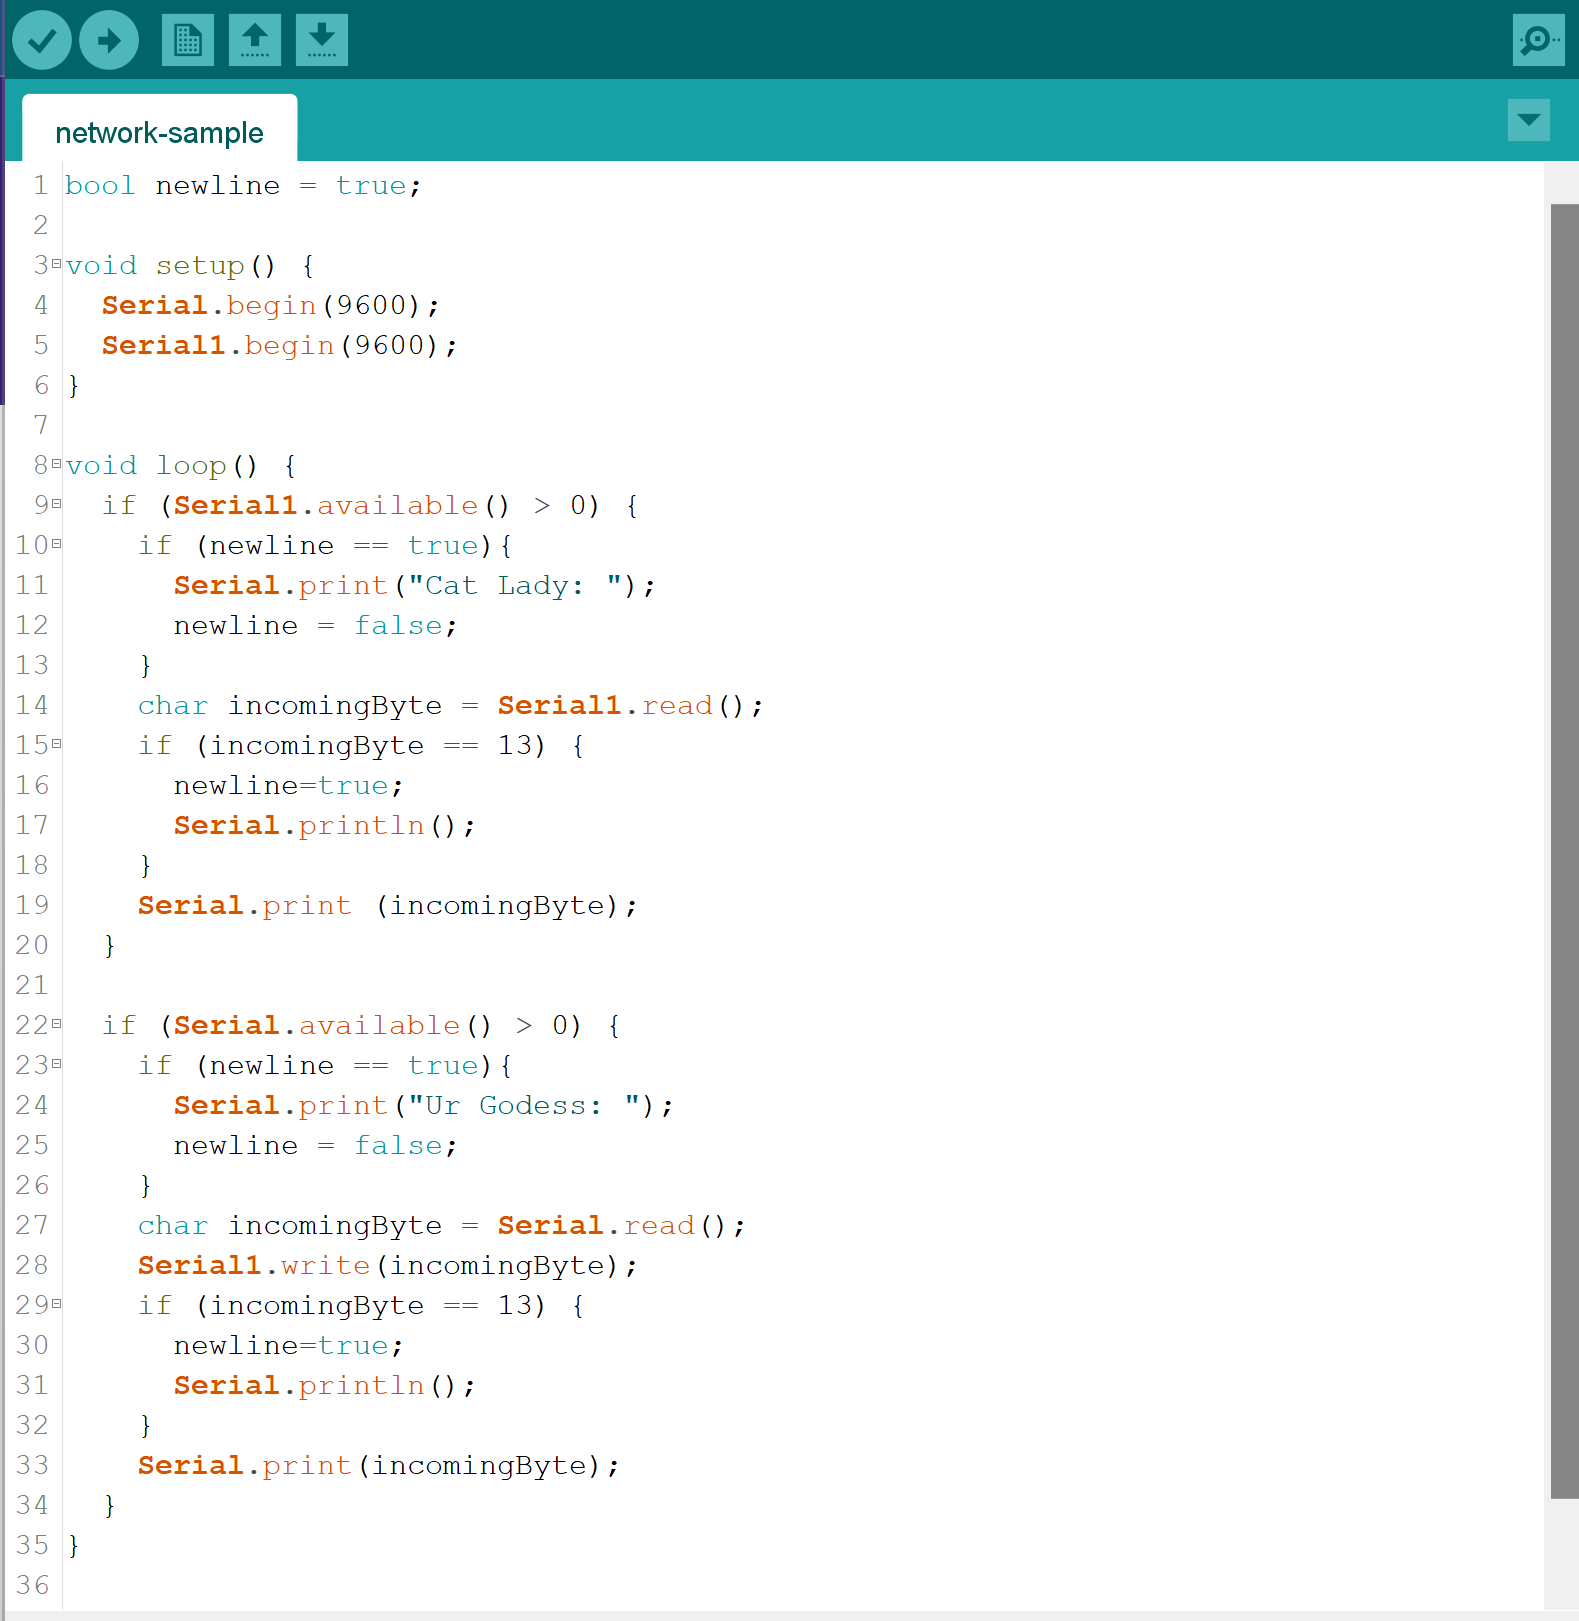 network-sample
1 bool newline = true;
2
3 void setup() {
4   Serial.begin(9600);
5   Serial1.begin(9600);
6 }
7
8 void loop() {
9   if (Serial1.available() > 0) {
10     if (newline == true){
11       Serial.print("Cat Lady: ");
12       newline = false;
13     }
14     char incomingByte = Serial1.read();
15     if (incomingByte == 13) {
16       newline=true;
17       Serial.println();
18     }
19     Serial.print (incomingByte);
20   }
21
22   if (Serial.available() > 0) {
23     if (newline == true){
24       Serial.print("Ur Godess: ");
25       newline = false;
26     }
27     char incomingByte = Serial.read();
28     Serial1.write(incomingByte);
29     if (incomingByte == 13) {
30       newline=true;
31       Serial.println();
32     }
33     Serial.print(incomingByte);
34   }
35 }
36